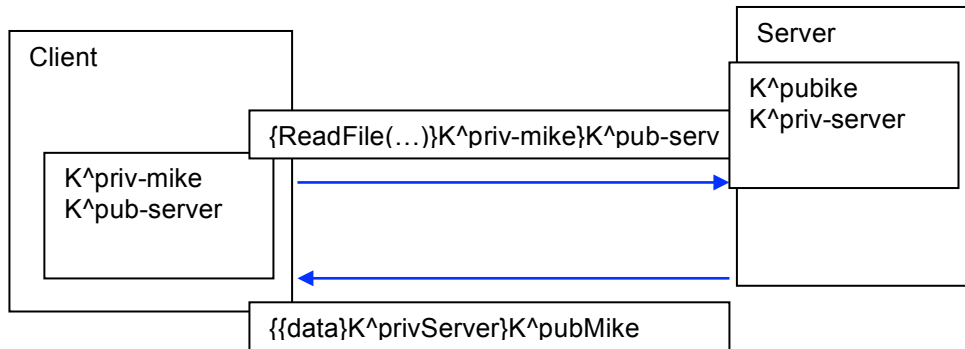 Client
Server
K^pubike
K^priv-server
{ReadFile(…)}K^priv-mike}K^pub-serv
K^priv-mike
K^pub-server
{{data}K^privServer}K^pubMike